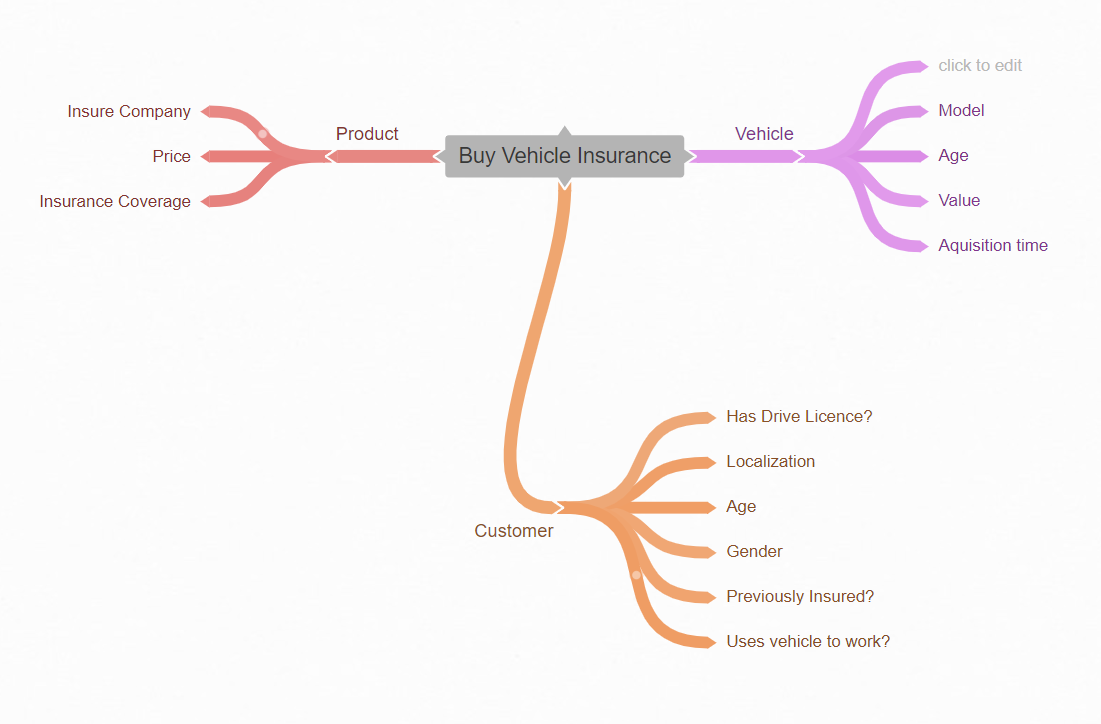 Buy Vehicle Insurance
Product
Insure Company
Price
Insurance Coverage
Vehicle
click to edit
Model
Age
Value
Aquisition time
Customer
Has Drive Licence?
Localization
Age
Gender
Previously Insured?
Uses vehicle to work?